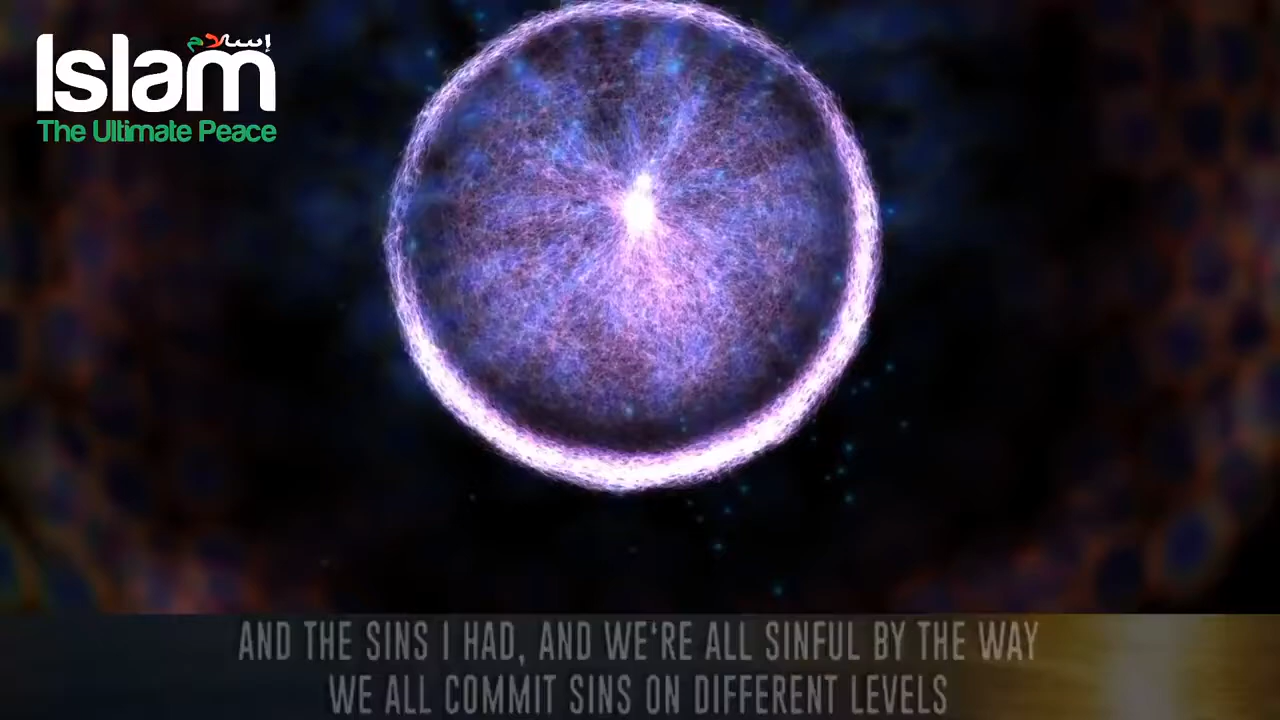 إسلام
Islam
The Ultimate Peace
AND THE SINS I HAD, AND WE'RE ALL SINFUL BY THE WAY
WE ALL COMMIT SINS ON DIFFERENT LEVELS